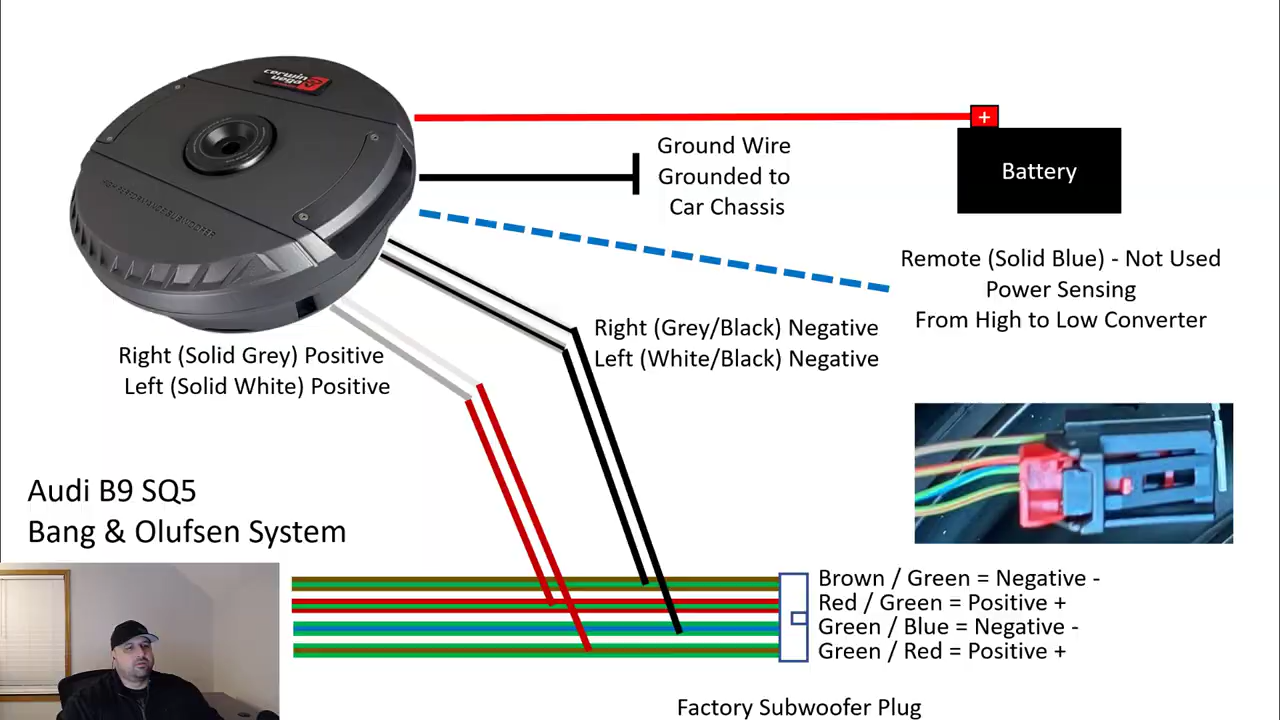 cerwin
vega
+
Battery
Ground Wire
Grounded to
Car Chassis
Remote (Solid Blue) - Not Used
Power Sensing
From High to Low Converter
Right (Grey/Black) Negative
Left (White/Black) Negative
Right (Solid Grey) Positive
Left (Solid White) Positive
Audi B9 SQ5
Bang & Olufsen System
Brown / Green = Negative -
Red / Green = Positive +
Green / Blue = Negative -
Green / Red = Positive +
Factory Subwoofer Plug